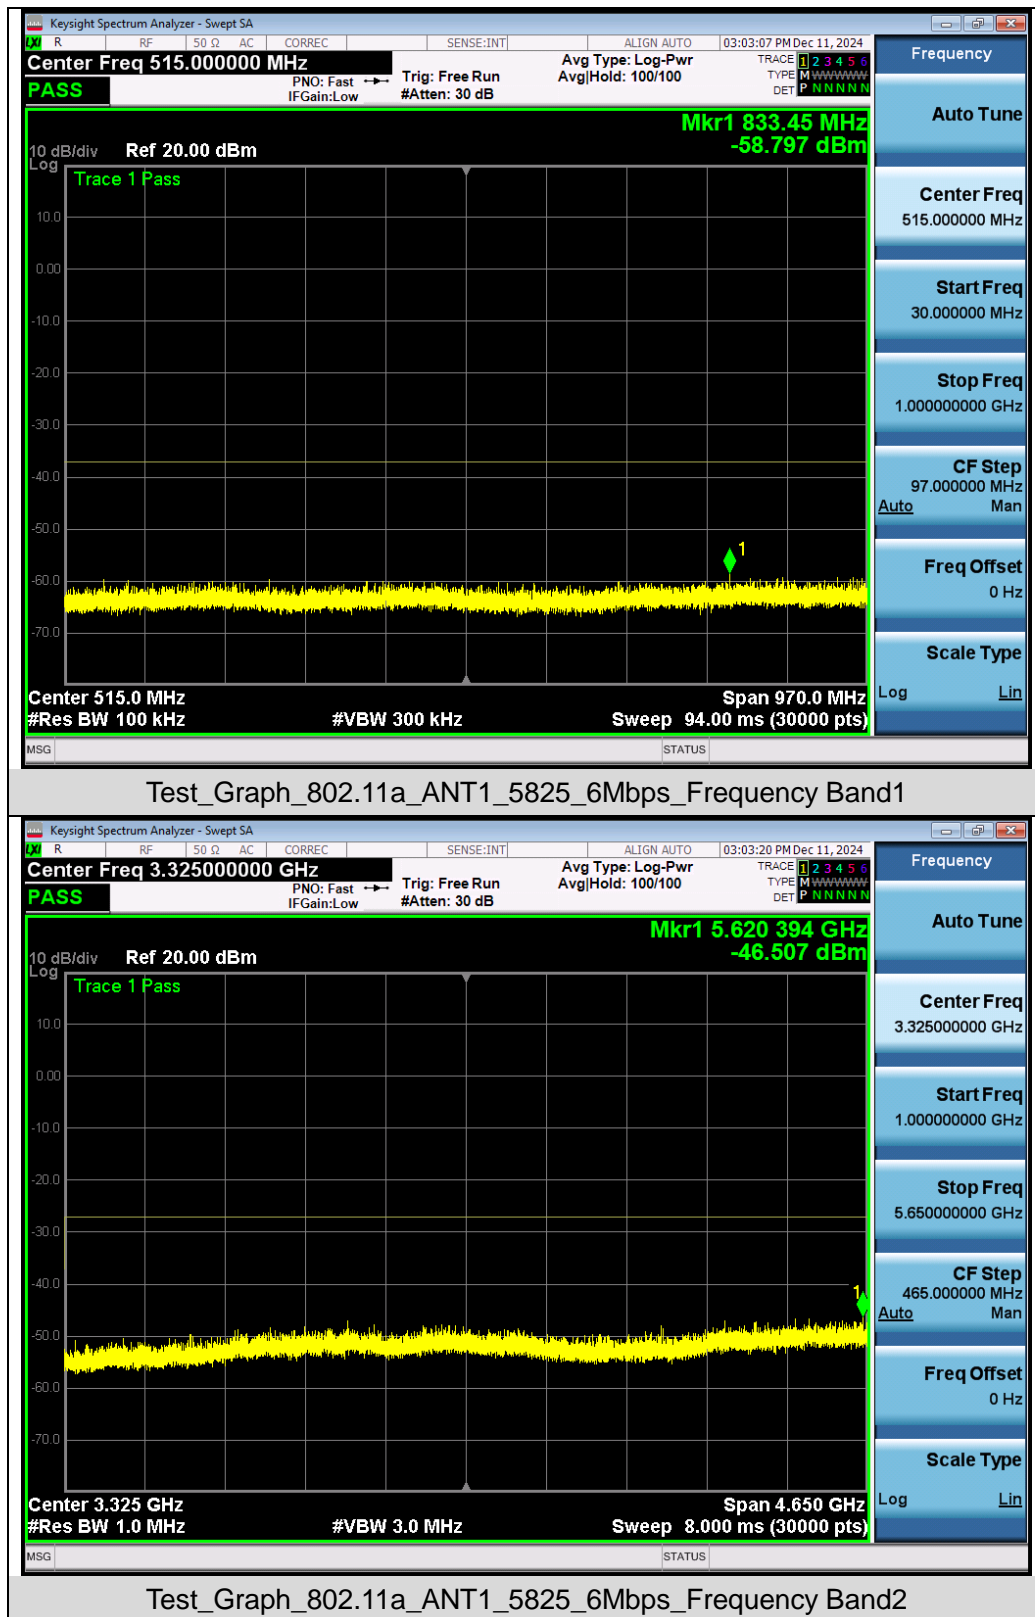 Keysight Spectrum Analyzer - Swept SA
LXI R RF 50 Ω AC CORREC SENSE:INT ALIGN AUTO 03:03:07 PM Dec 11, 2024
Center Freq 515.000000 MHz
PASS
PNO: Fast
IFGain:Low
Trig: Free Run
#Atten: 30 dB
Avg Type: Log-Pwr
Avg|Hold: 100/100
TRACE 1 2 3 4 5 6
TYPE M WWWWW
DET P N N N N N
Frequency
Auto Tune
Mkr1 833.45 MHz
-58.797 dBm
10 dB/div Ref 20.00 dBm
Log
Trace 1 Pass
10.0
0.00
-10.0
-20.0
-30.0
-40.0
-50.0
-60.0
-70.0
1
Center 515.0 MHz Span 970.0 MHz
#Res BW 100 kHz #VBW 300 kHz Sweep 94.00 ms (30000 pts)
Center Freq
515.000000 MHz
Start Freq
30.000000 MHz
Stop Freq
1.000000000 GHz
CF Step
97.000000 MHz
Auto Man
Freq Offset
0 Hz
Scale Type
Log Lin
MSG STATUS
Test_Graph_802.11a_ANT1_5825_6Mbps_Frequency Band1
Keysight Spectrum Analyzer - Swept SA
LXI R RF 50 Ω AC CORREC SENSE:INT ALIGN AUTO 03:03:20 PM Dec 11, 2024
Center Freq 3.325000000 GHz
PASS
PNO: Fast
IFGain:Low
Trig: Free Run
#Atten: 30 dB
Avg Type: Log-Pwr
Avg|Hold: 100/100
TRACE 1 2 3 4 5 6
TYPE M WWWWW
DET P N N N N N
Frequency
Auto Tune
Mkr1 5.620 394 GHz
-46.507 dBm
10 dB/div Ref 20.00 dBm
Log
Trace 1 Pass
10.0
0.00
-10.0
-20.0
-30.0
-40.0
-50.0
-60.0
-70.0
1
Center 3.325 GHz Span 4.650 GHz
#Res BW 1.0 MHz #VBW 3.0 MHz Sweep 8.000 ms (30000 pts)
Center Freq
3.325000000 GHz
Start Freq
1.000000000 GHz
Stop Freq
5.650000000 GHz
CF Step
465.000000 MHz
Auto Man
Freq Offset
0 Hz
Scale Type
Log Lin
MSG STATUS
Test_Graph_802.11a_ANT1_5825_6Mbps_Frequency Band2